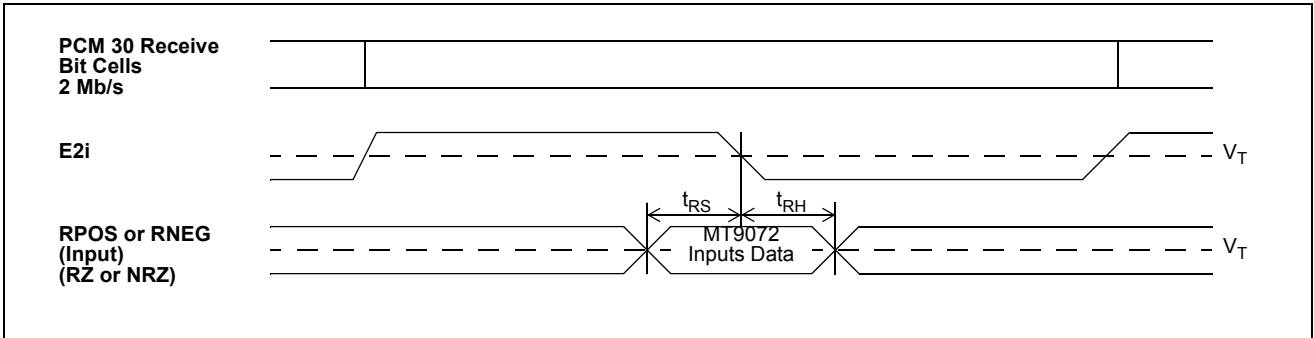 PCM 30 Receive
Bit Cells
2 Mb/s
E2i
V_T
t_RS
t_RH
RPOS or RNEG
(Input)
(RZ or NRZ)
MT9072
Inputs Data
V_T